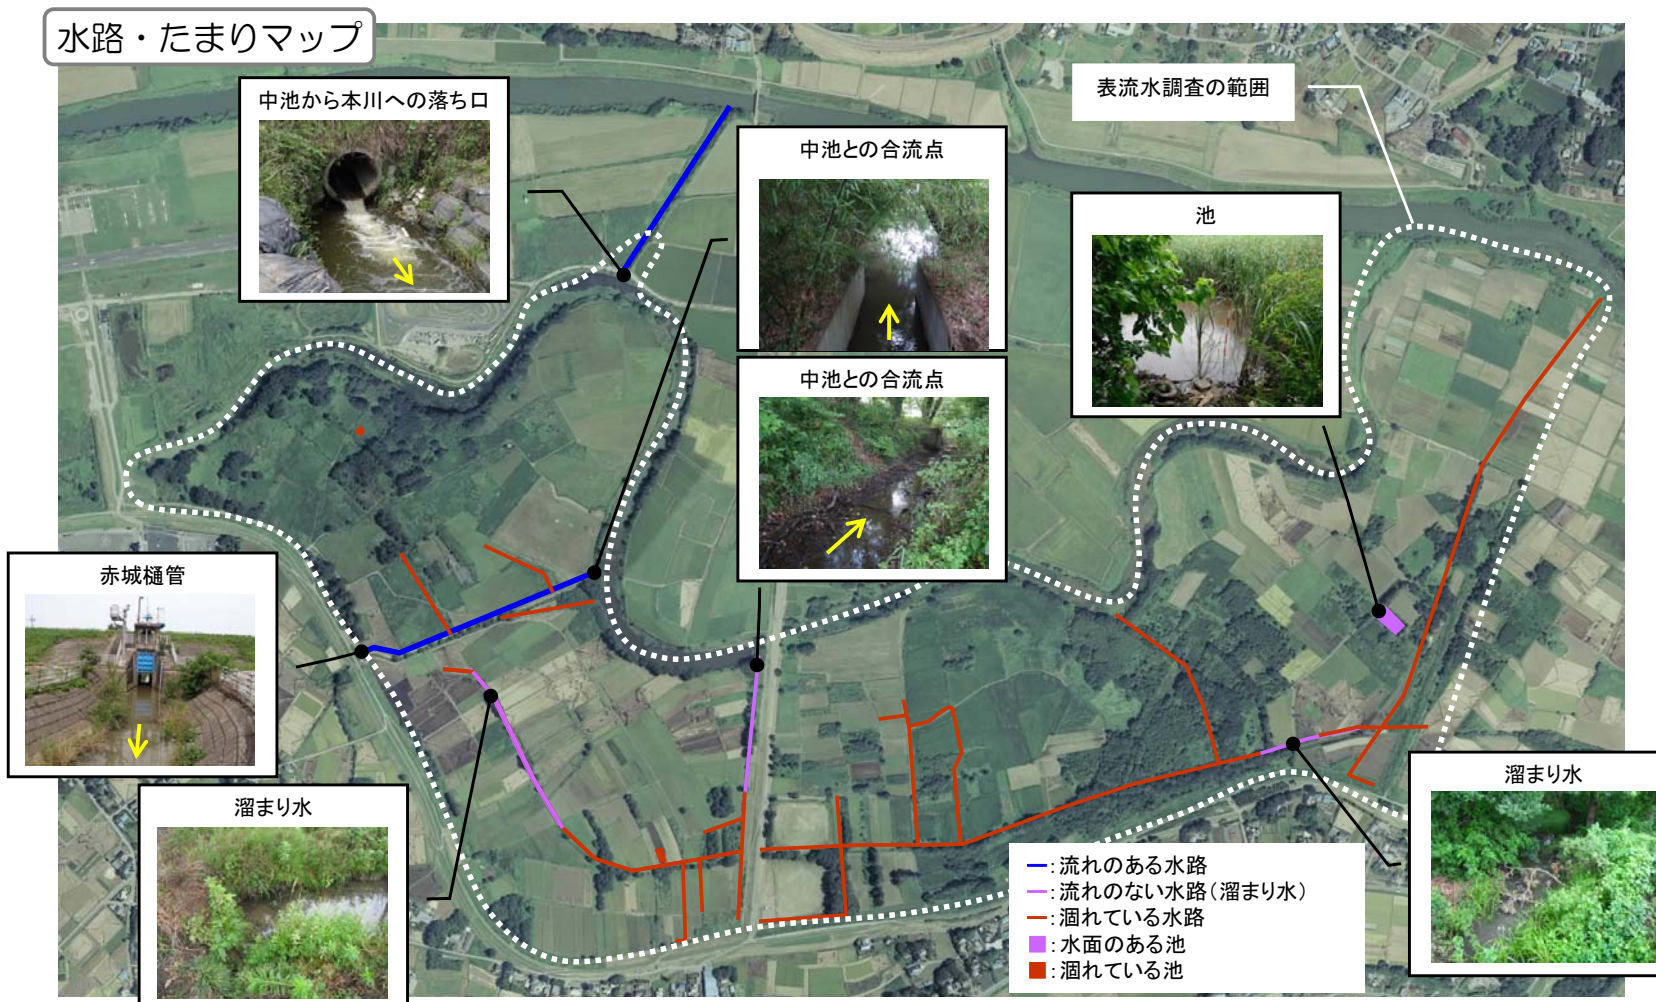 水路・たまりマップ
中池から本川への落ち口
中池との合流点
表流水調査の範囲
池
中池との合流点
赤城樋管
溜まり水
溜まり水
:流れのある水路
:流れのない水路(溜まり水)
:涸れている水路
:水面のある池
:涸れている池